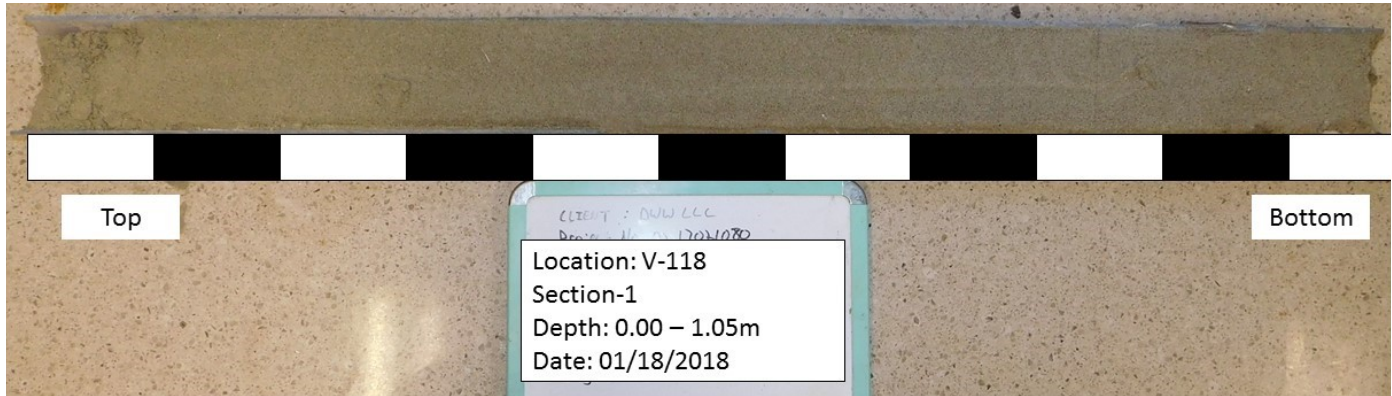 Top
Bottom
CLIENT : DWW LLC
Location: V-118
Section-1
Depth: 0.00 – 1.05m
Date: 01/18/2018